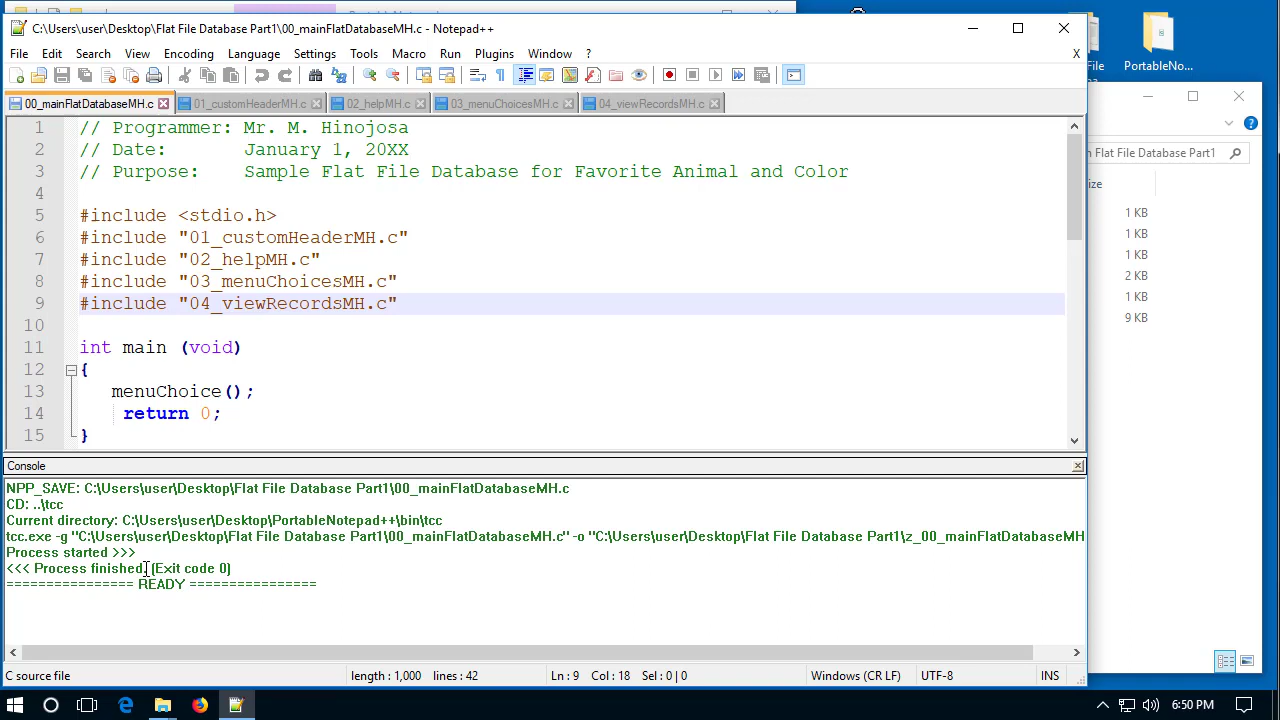 C:\Users\user\Desktop\Flat File Database Part1\00_mainFlatDatabaseMH.c - Notepad++
File Edit Search View Encoding Language Settings Tools Macro Run Plugins Window ? X
00_mainFlatDatabaseMH.c 01_customHeaderMH.c 02_helpMH.c 03_menuChoicesMH.c 04_viewRecordsMH.c
1 // Programmer: Mr. M. Hinojosa
2 // Date: January 1, 20XX
3 // Purpose: Sample Flat File Database for Favorite Animal and Color
4
5 #include <stdio.h>
6 #include "01_customHeaderMH.c"
7 #include "02_helpMH.c"
8 #include "03_menuChoicesMH.c"
9 #include "04_viewRecordsMH.c"
10
11 int main (void)
12 {
13 menuChoice();
14 return 0;
15 }
Console
NPP_SAVE: C:\Users\user\Desktop\Flat File Database Part1\00_mainFlatDatabaseMH.c
CD: ..\tcc
Current directory: C:\Users\user\Desktop\PortableNotepad++\bin\tcc
tcc.exe -g "C:\Users\user\Desktop\Flat File Database Part1\00_mainFlatDatabaseMH.c" -o "C:\Users\user\Desktop\Flat File Database Part1\z_00_mainFlatDatabaseMH
Process started >>>
<<< Process finished. (Exit code 0)
================ READY ================
C source file length : 1,000 lines : 42 Ln : 9 Col : 18 Sel : 0 | 0 Windows (CR LF) UTF-8 INS
File
PortableNo...
Flat File Database Part1
ize
1 KB
1 KB
1 KB
2 KB
1 KB
9 KB
6:50 PM